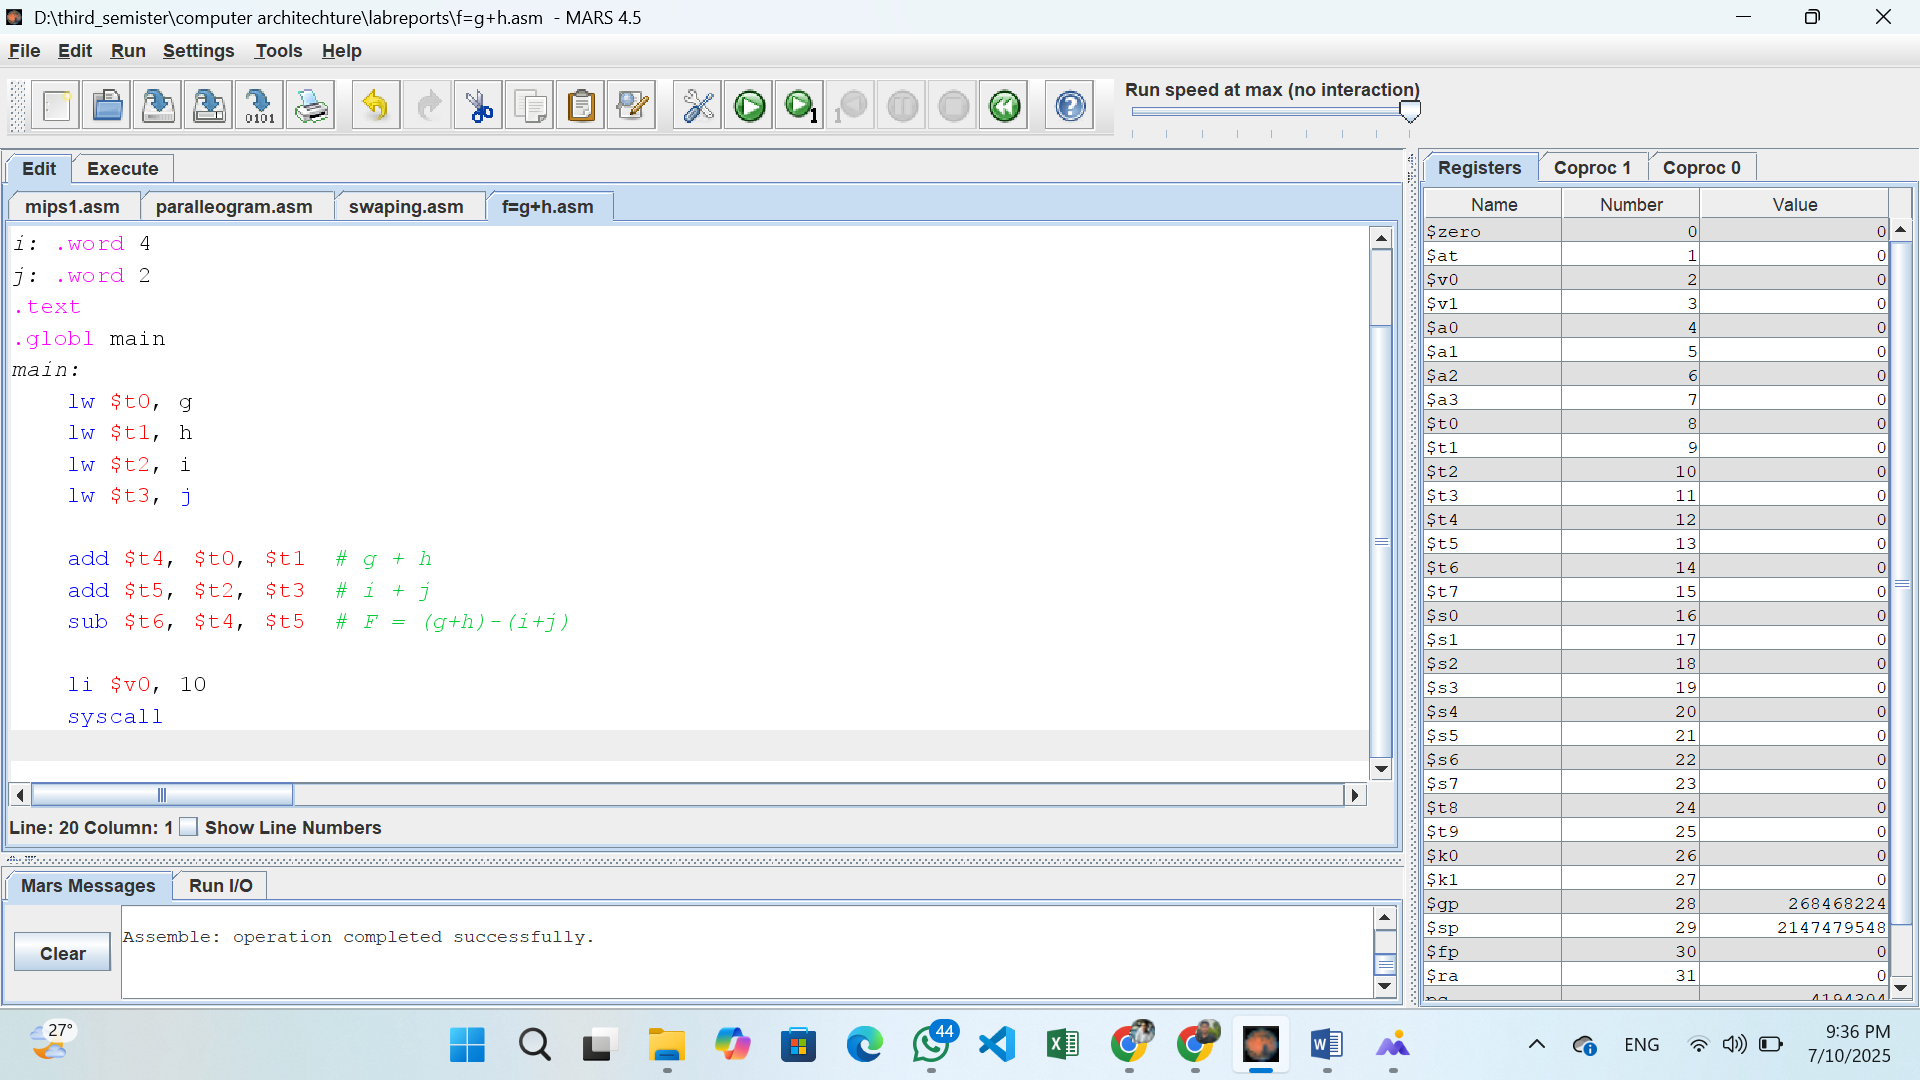 D:\third_semister\computer architechture\labreports\f=g+h.asm - MARS 4.5
File Edit Run Settings Tools Help
Run speed at max (no interaction)
0101
1
1
Edit Execute
mips1.asm paralleogram.asm swaping.asm f=g+h.asm
i: .word 4
j: .word 2
.text
.globl main
main:
lw $t0, g
lw $t1, h
lw $t2, i
lw $t3, j
add $t4, $t0, $t1 # g + h
add $t5, $t2, $t3 # i + j
sub $t6, $t4, $t5 # F = (g+h)-(i+j)
li $v0, 10
syscall
Line: 20 Column: 1 Show Line Numbers
Mars Messages Run I/O
Clear
Assemble: operation completed successfully.
Registers Coproc 1 Coproc 0
Name Number Value
$zero 0 0
$at 1 0
$v0 2 0
$v1 3 0
$a0 4 0
$a1 5 0
$a2 6 0
$a3 7 0
$t0 8 0
$t1 9 0
$t2 10 0
$t3 11 0
$t4 12 0
$t5 13 0
$t6 14 0
$t7 15 0
$s0 16 0
$s1 17 0
$s2 18 0
$s3 19 0
$s4 20 0
$s5 21 0
$s6 22 0
$s7 23 0
$t8 24 0
$t9 25 0
$k0 26 0
$k1 27 0
$gp 28 268468224
$sp 29 2147479548
$fp 30 0
$ra 31 0
pc 4194304
27°
44
ENG
9:36 PM
7/10/2025